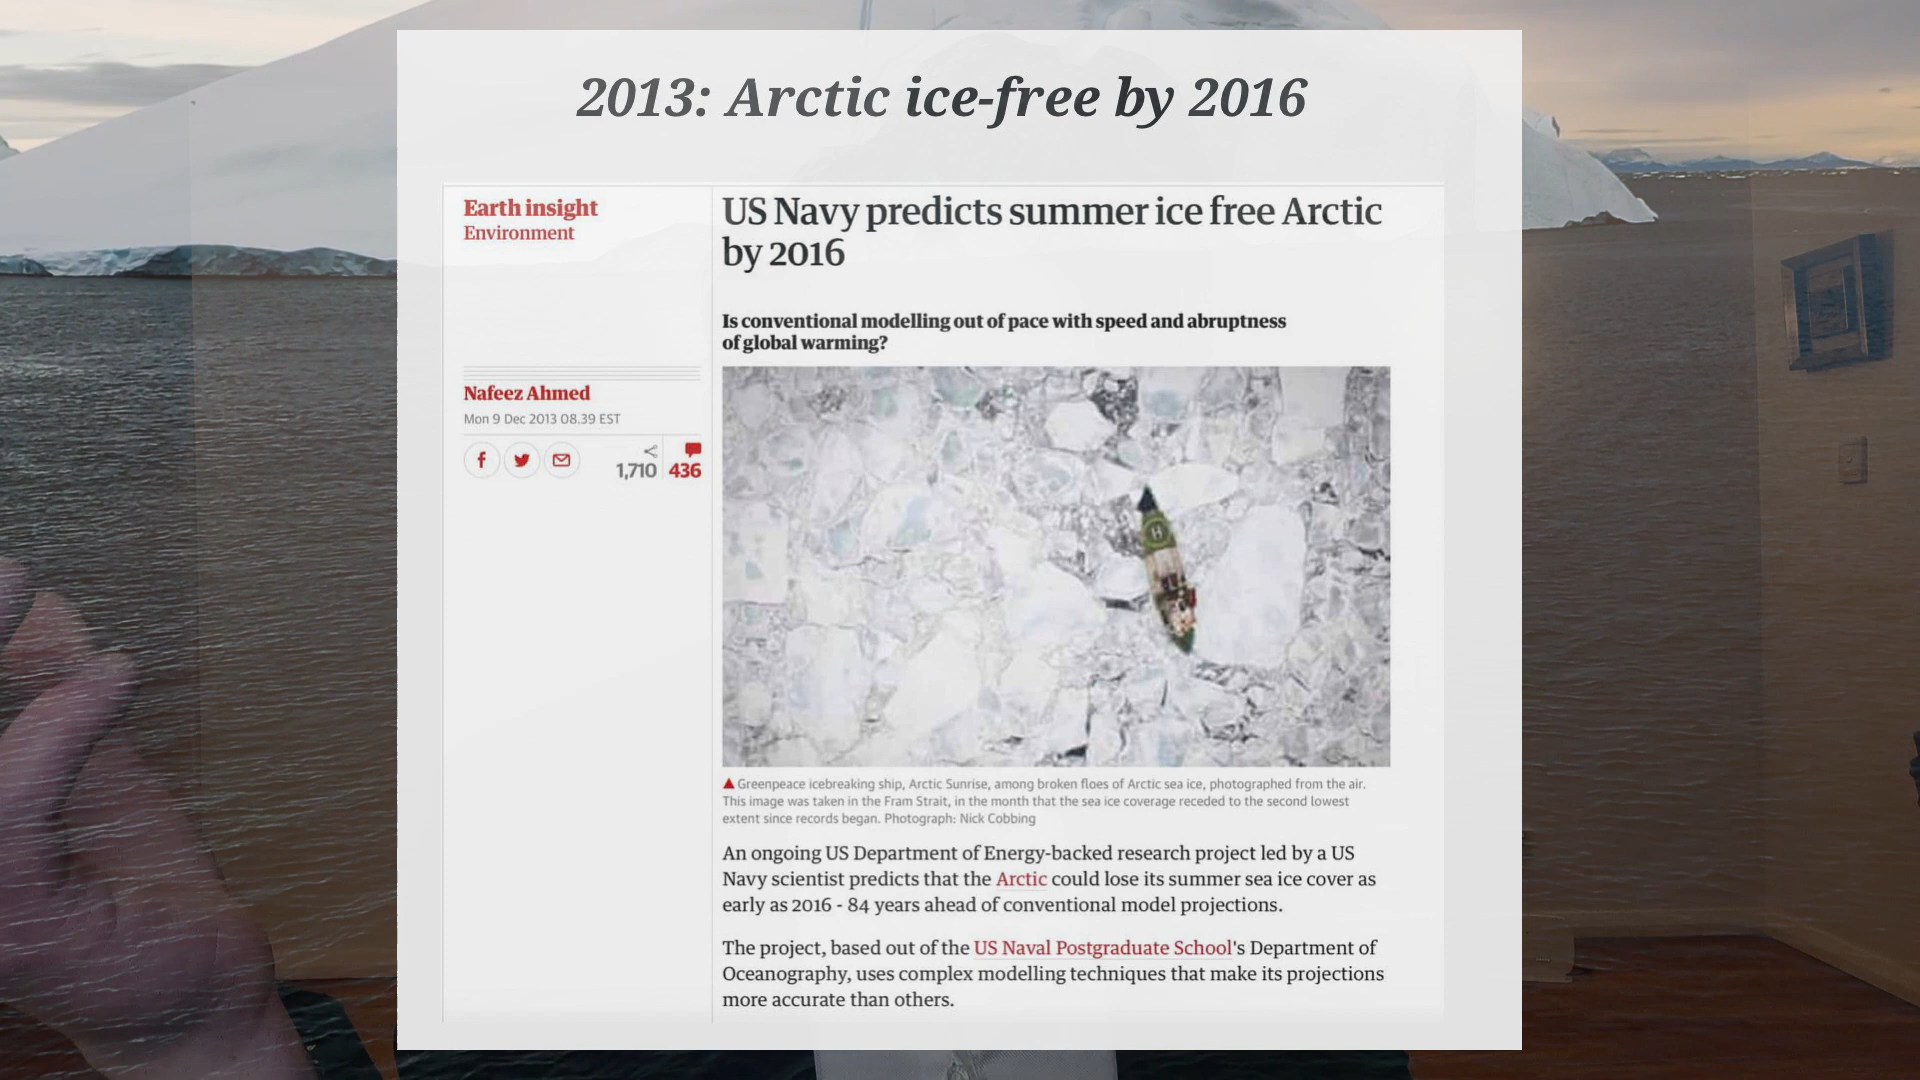 2013: Arctic ice-free by 2016
Earth insight
Environment
US Navy predicts summer ice free Arctic
by 2016
Is conventional modelling out of pace with speed and abruptness
of global warming?
Nafeez Ahmed
Mon 9 Dec 2013 08.39 EST
1,710 436
H
Greenpeace icebreaking ship, Arctic Sunrise, among broken floes of Arctic sea ice, photographed from the air.
This image was taken in the Fram Strait, in the month that the sea ice coverage receded to the second lowest
extent since records began. Photograph: Nick Cobbing
An ongoing US Department of Energy-backed research project led by a US
Navy scientist predicts that the Arctic could lose its summer sea ice cover as
early as 2016 - 84 years ahead of conventional model projections.
The project, based out of the US Naval Postgraduate School's Department of
Oceanography, uses complex modelling techniques that make its projections
more accurate than others.